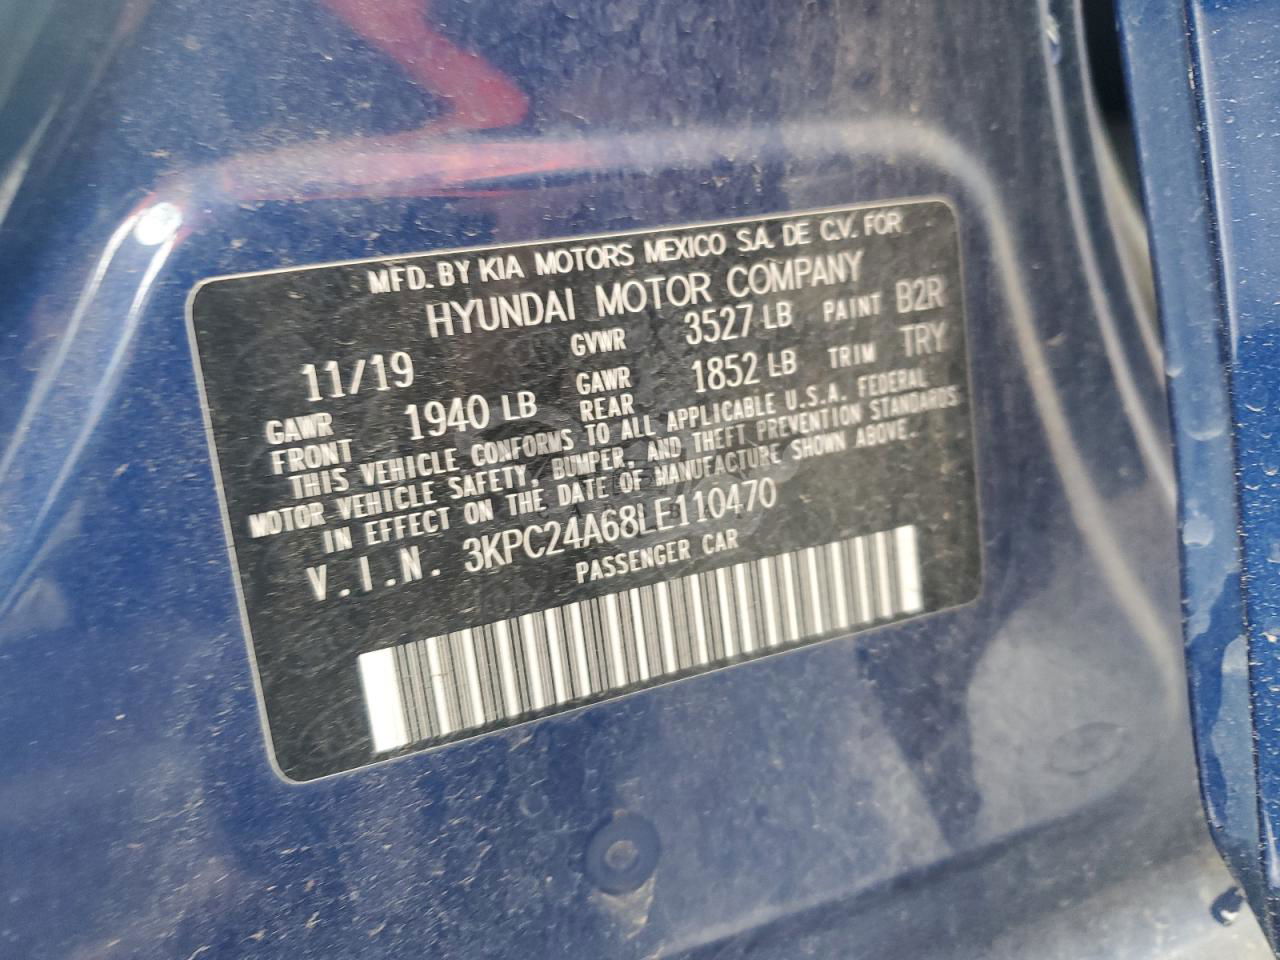 MFD. BY KIA MOTORS MEXICO S.A. DE C.V. FOR
HYUNDAI MOTOR COMPANY
11/19 GVWR 3527 LB PAINT B2R
GAWR FRONT 1940 LB GAWR REAR 1852 LB TRIM TRY
THIS VEHICLE CONFORMS TO ALL APPLICABLE U.S.A. FEDERAL
MOTOR VEHICLE SAFETY, BUMPER, AND THEFT PREVENTION STANDARDS
IN EFFECT ON THE DATE OF MANUFACTURE SHOWN ABOVE.
V.I.N. 3KPC24A68LE110470
PASSENGER CAR